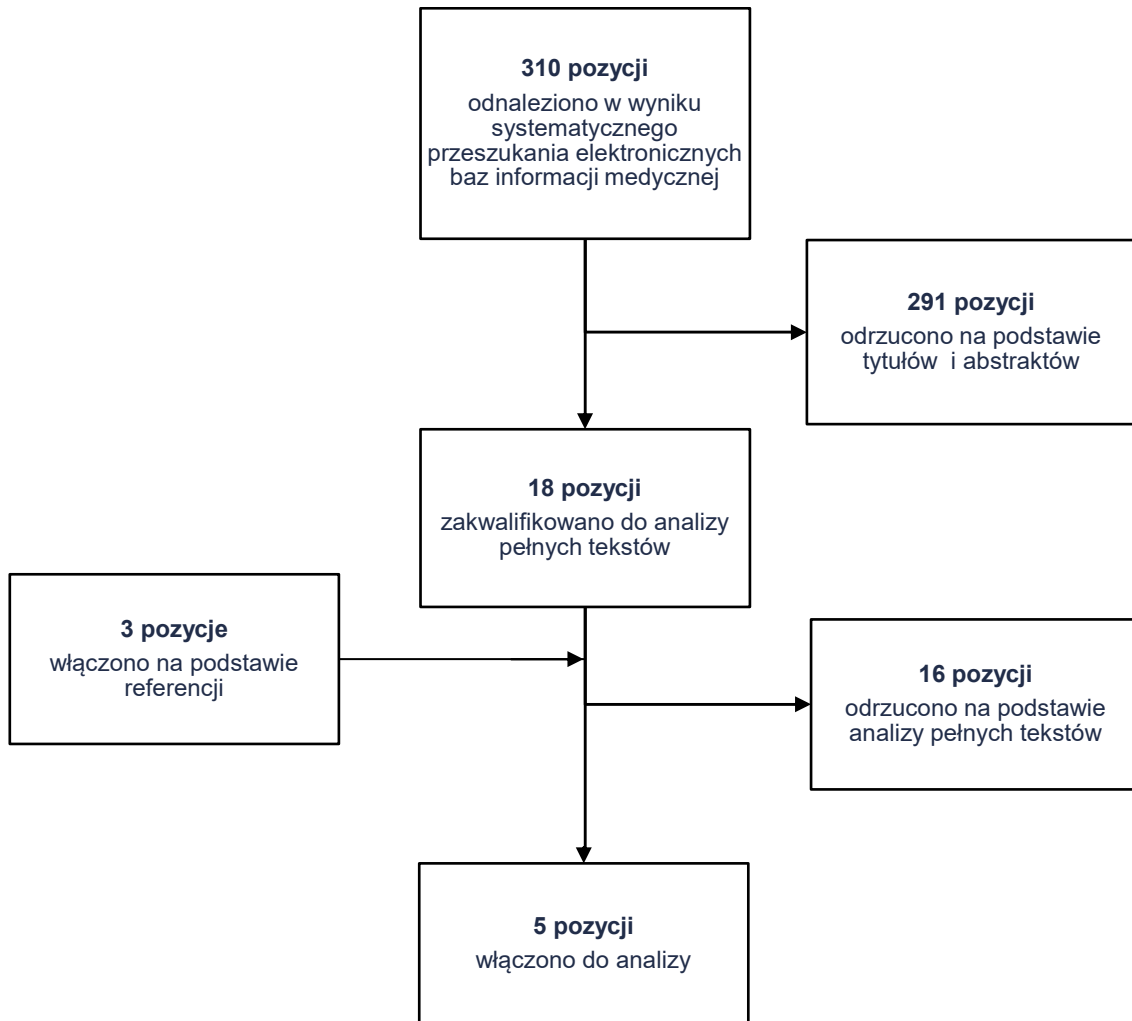 310 pozycji
odnaleziono w wyniku
systematycznego
przeszukania elektronicznych
baz informacji medycznej
291 pozycji
odrzucono na podstawie
tytułów  i abstraktów
18 pozycji
zakwalifikowano do analizy
pełnych tekstów
3 pozycje
włączono na podstawie
referencji
16 pozycji
odrzucono na podstawie
analizy pełnych tekstów
5 pozycji
włączono do analizy